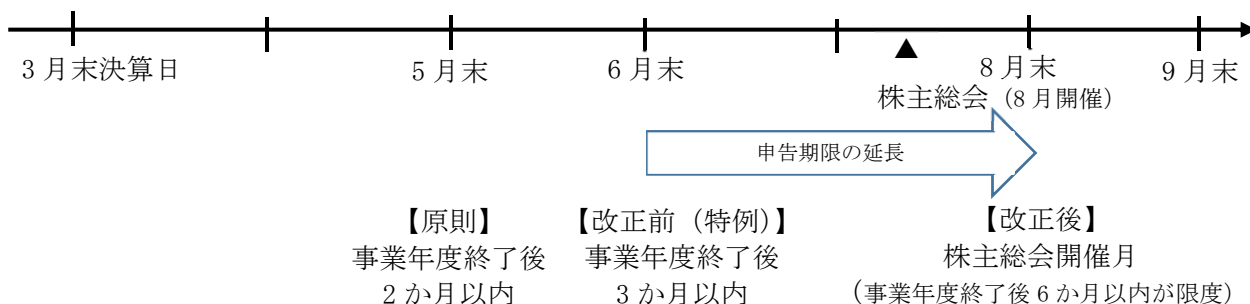 3月末決算日
5月末
6月末
8月末
9月末
株主総会（8月開催）
申告期限の延長
【原則】
事業年度終了後
2か月以内
【改正前（特例）】
事業年度終了後
3か月以内
【改正後】
株主総会開催月
（事業年度終了後6か月以内が限度）